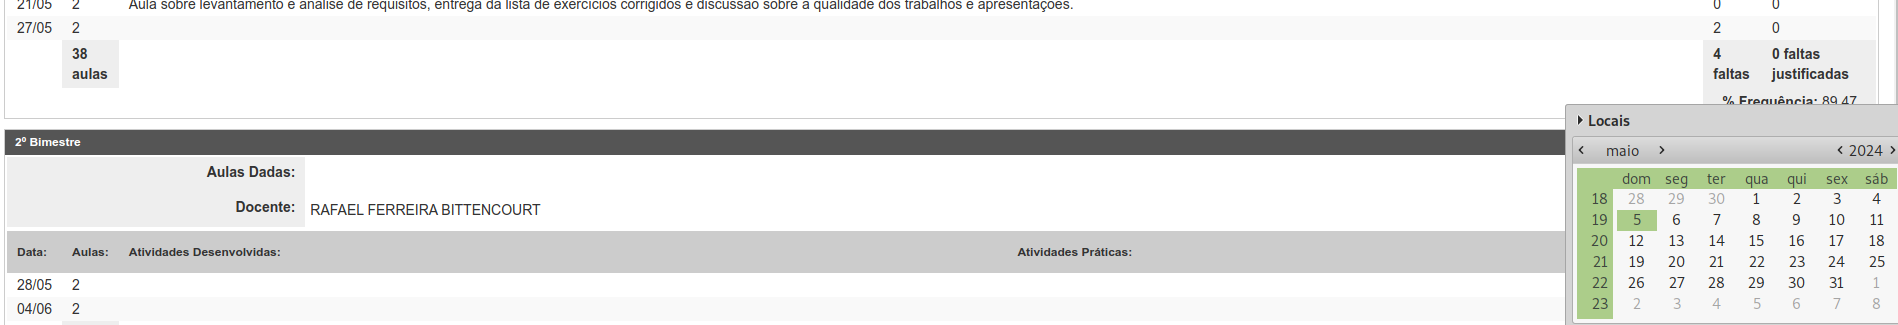 21/05 2 Aula sobre levantamento e análise de requisitos, entrega da lista de exercícios corrigidos e discussão sobre a qualidade dos trabalhos e apresentações. 0 0
27/05 2 2 0
38 aulas 4 faltas 0 faltas justificadas
% Frequência: 89,47
2º Bimestre
Aulas Dadas:
Docente: RAFAEL FERREIRA BITTENCOURT
Data: Aulas: Atividades Desenvolvidas: Atividades Práticas:
28/05 2
04/06 2
Locais
‹ maio › ‹ 2024 ›
dom seg ter qua qui sex sáb
18 28 29 30 1 2 3 4
19 5 6 7 8 9 10 11
20 12 13 14 15 16 17 18
21 19 20 21 22 23 24 25
22 26 27 28 29 30 31 1
23 2 3 4 5 6 7 8